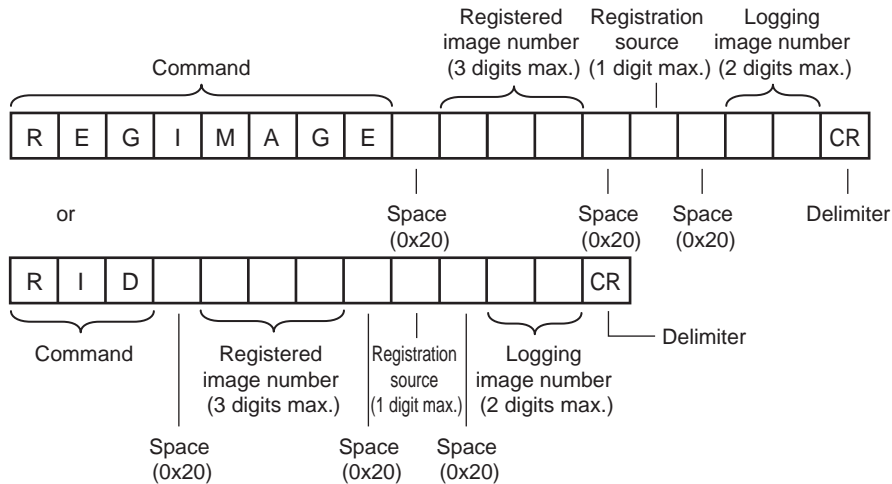 Registered
image number
(3 digits max.)
Registration
source
(1 digit max.)
Logging
image number
(2 digits max.)
Command
R E G I M A G E CR
or
Space
(0x20)
Space
(0x20)
Space
(0x20)
Delimiter
R I D CR
Command
Registered
image number
(3 digits max.)
Registration
source
(1 digit max.)
Logging
image number
(2 digits max.)
Delimiter
Space
(0x20)
Space
(0x20)
Space
(0x20)